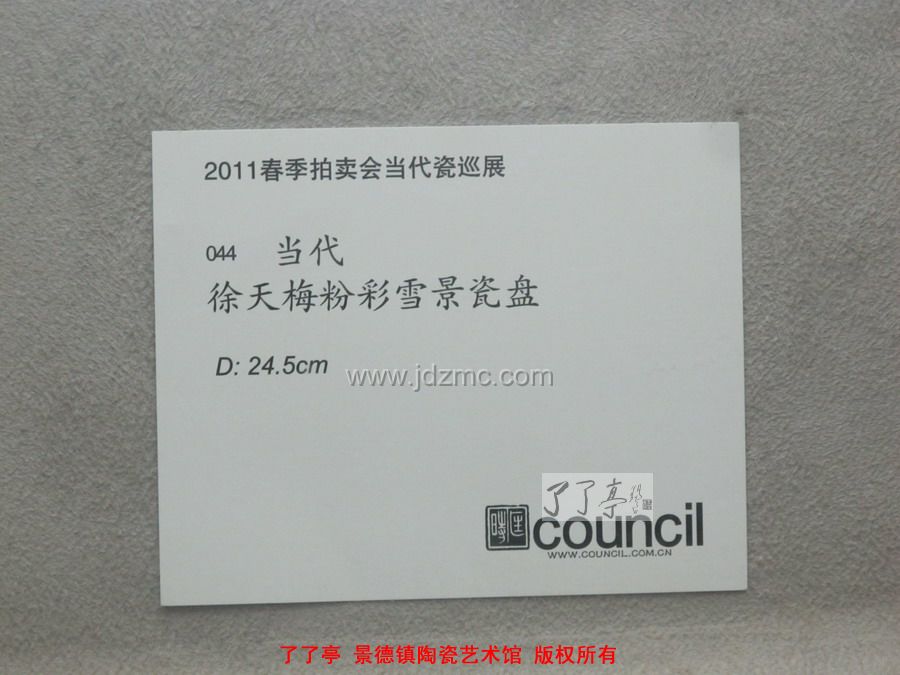 2011春季拍卖会当代瓷巡展
044 当代
徐天梅粉彩雪景瓷盘
D: 24.5cm
www.jdzmc.com
了了亭
時匡 council
WWW.COUNCIL.COM.CN
了了亭 景德镇陶瓷艺术馆 版权所有